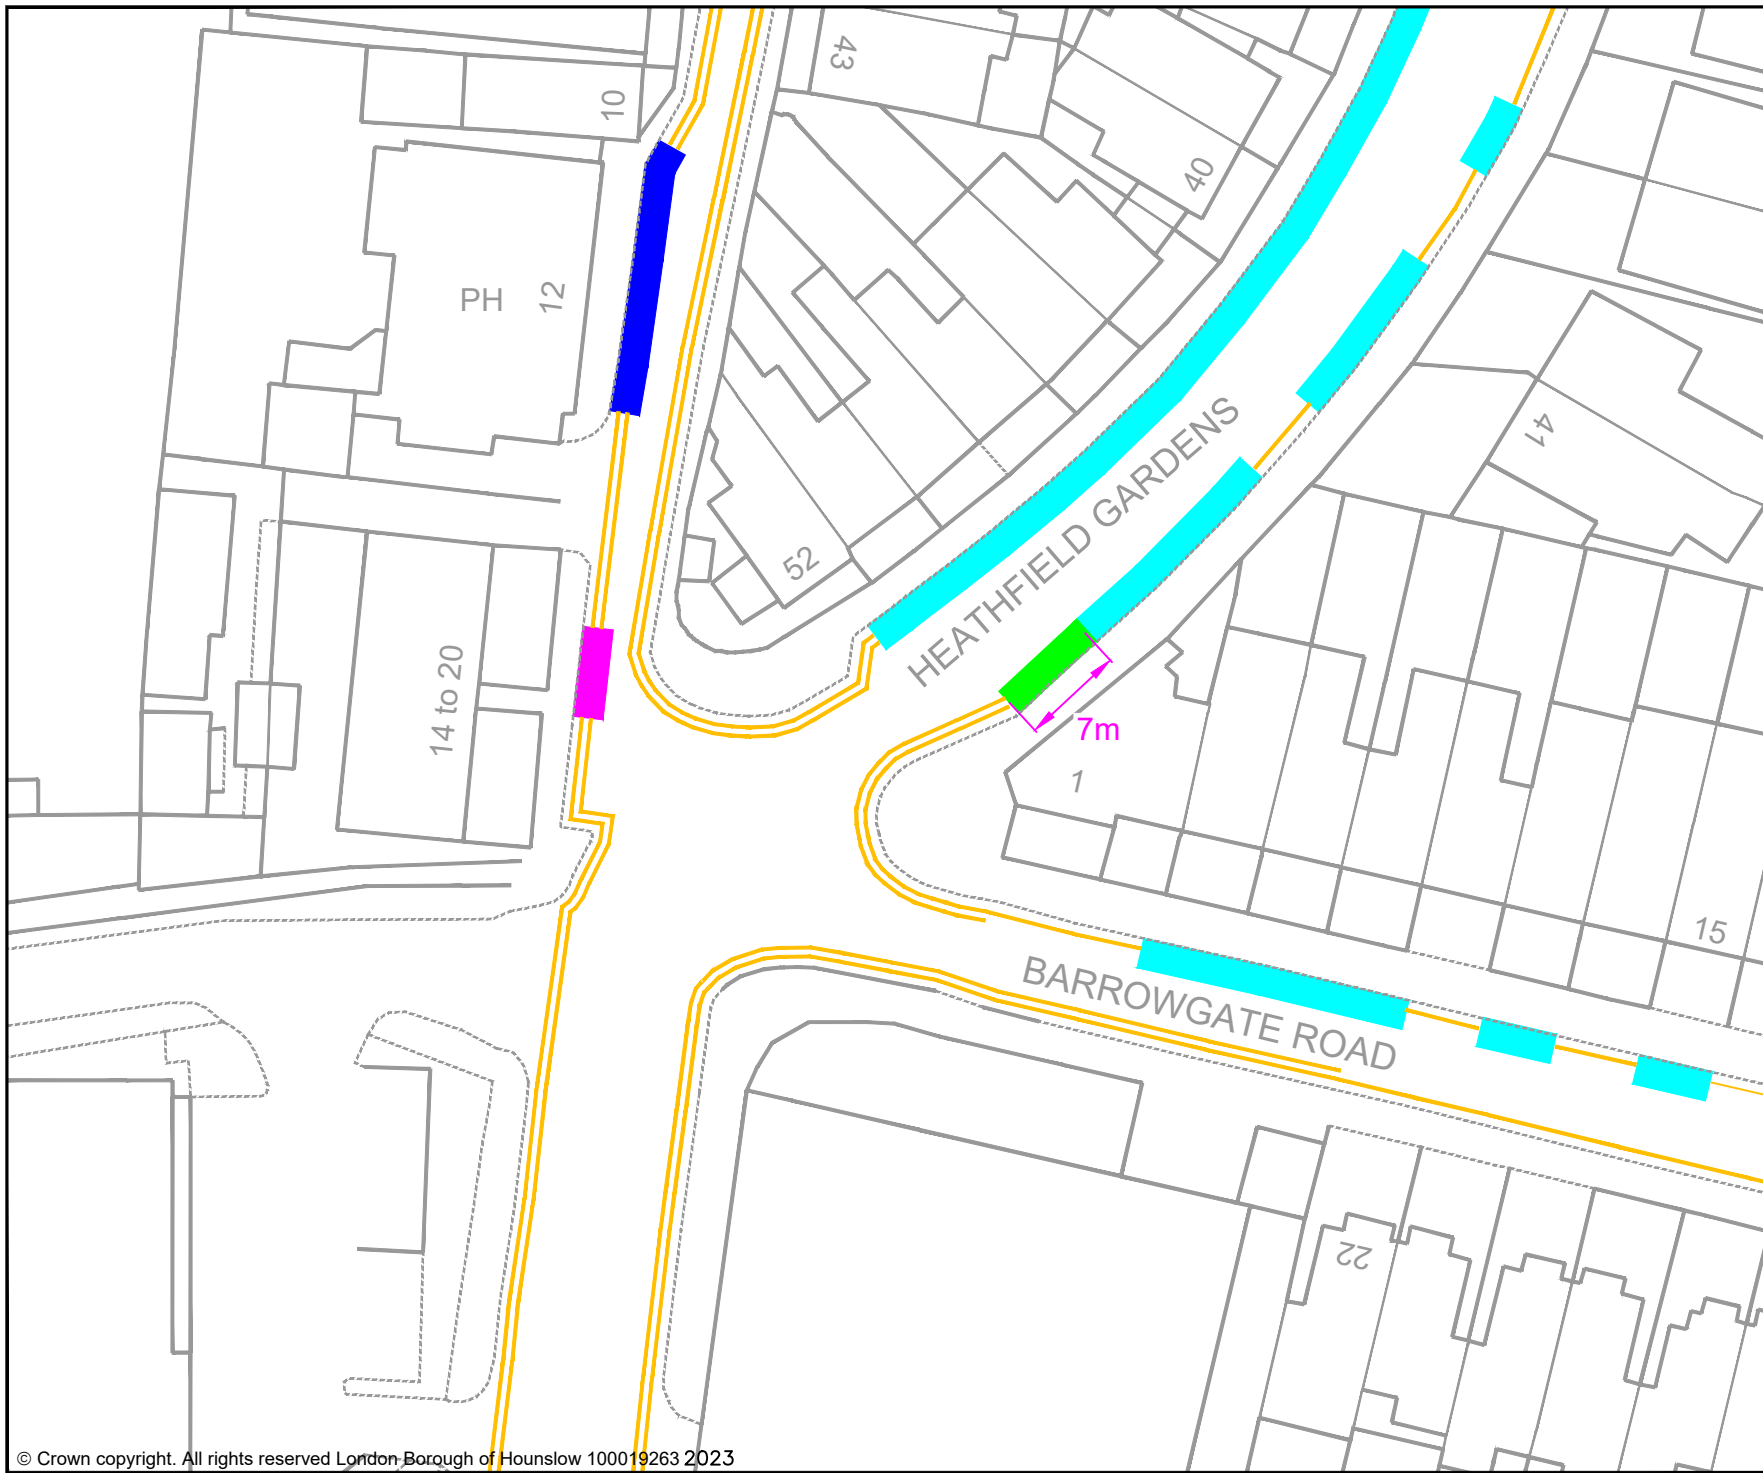 43
10
40
PH
12
HEATHFIELD GARDENS
41
52
14 to 20
7m
1
15
BARROWGATE ROAD
22
© Crown copyright. All rights reserved London Borough of Hounslow 100019263 2023